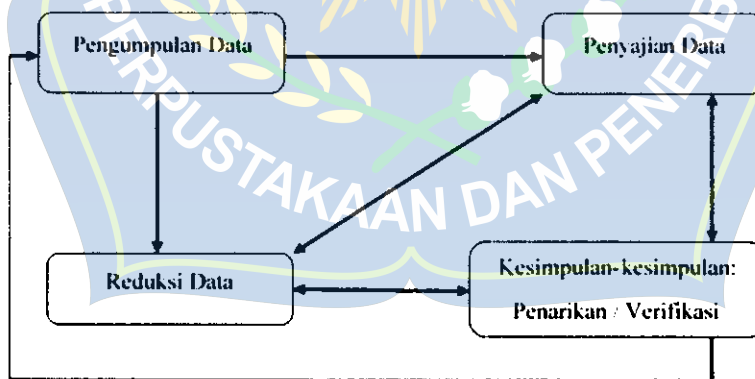 Pengumpulan Data
Penyajian Data
PERPUSTAKAAN DAN PENERB
Reduksi Data
Kesimpulan-kesimpulan:
Penarikan / Verifikasi